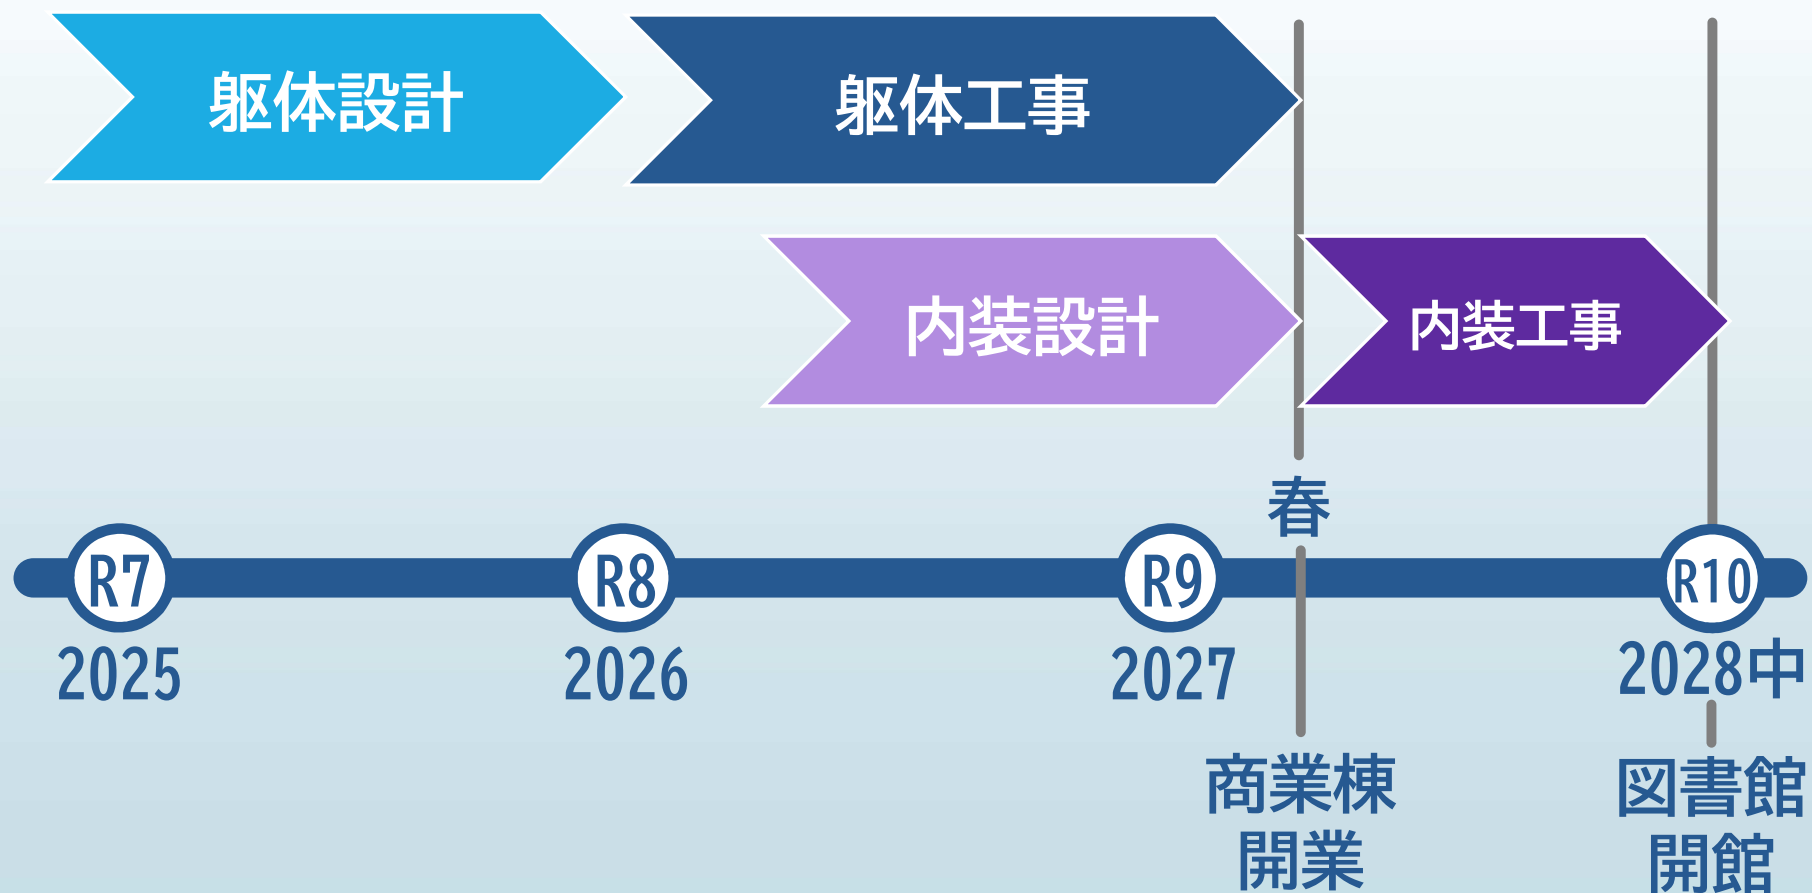 躯体設計
躯体工事
内装設計
内装工事
春
R7
R8
R9
R10
2025
2026
2027
2028中
商業棟
開業
図書館
開館